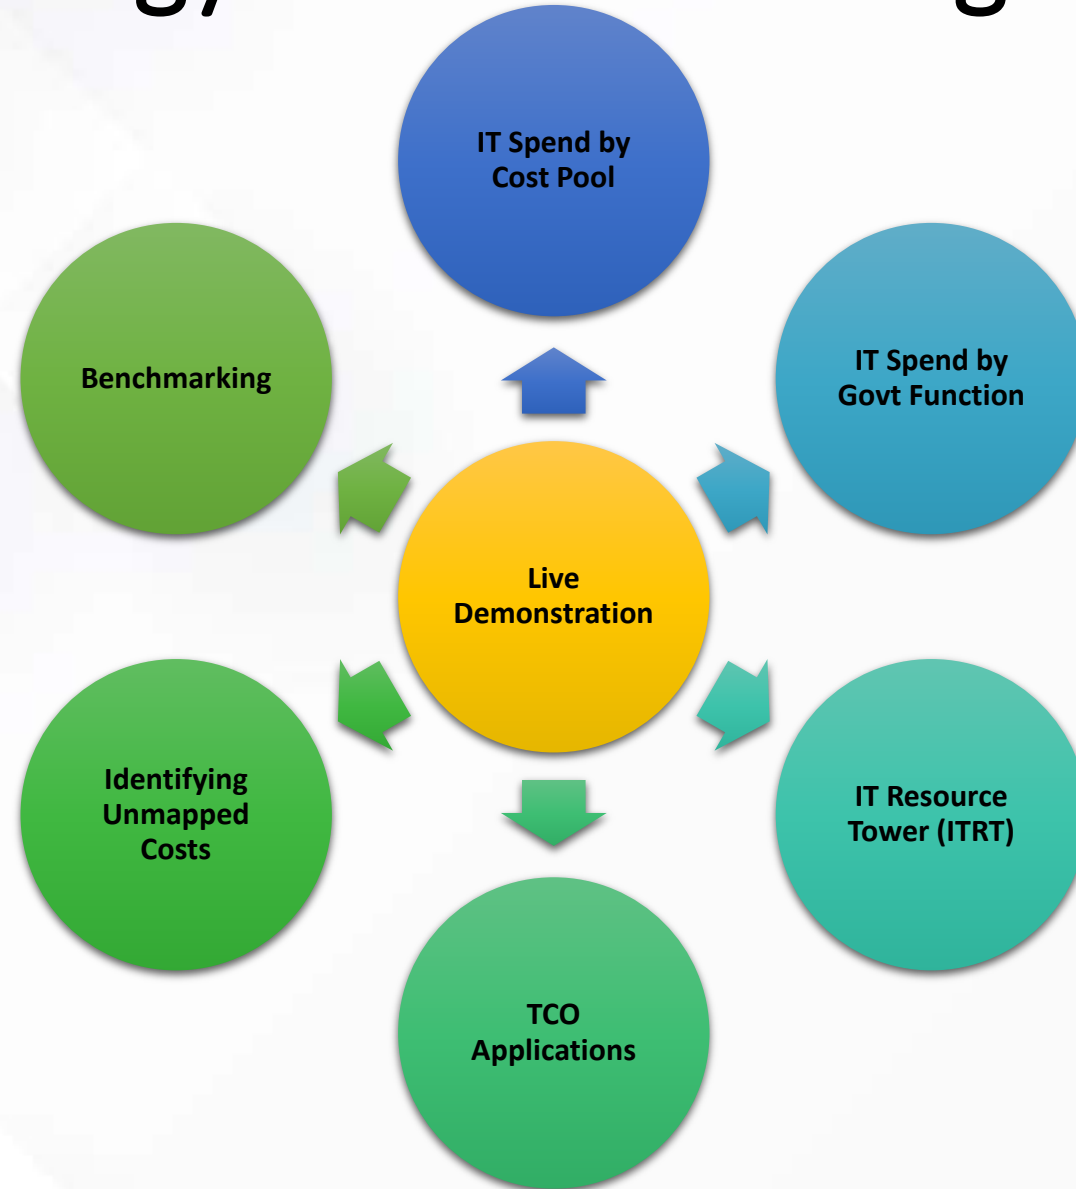 IT Spend by
Cost Pool
IT Spend by
Govt Function
IT Resource
Tower (ITRT)
TCO
Applications
Identifying
Unmapped
Costs
Benchmarking
Live
Demonstration